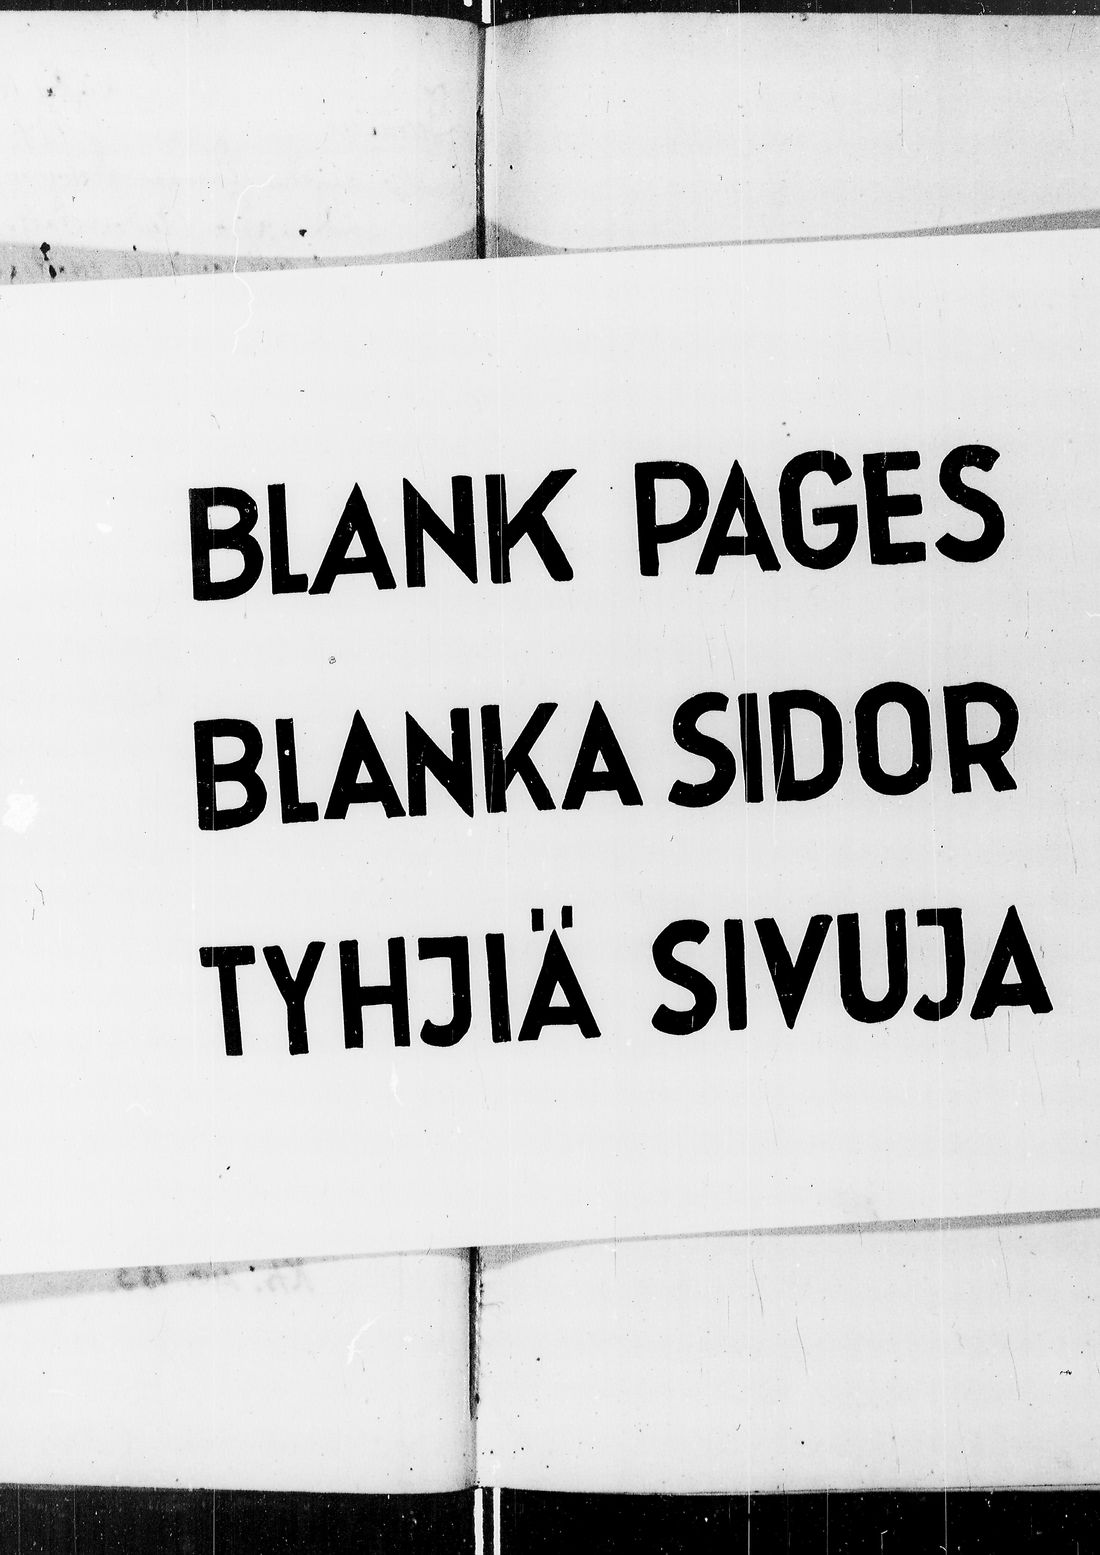 BLANK PAGES
BLANKA SIDOR
TYHJIÄ SIVUJA